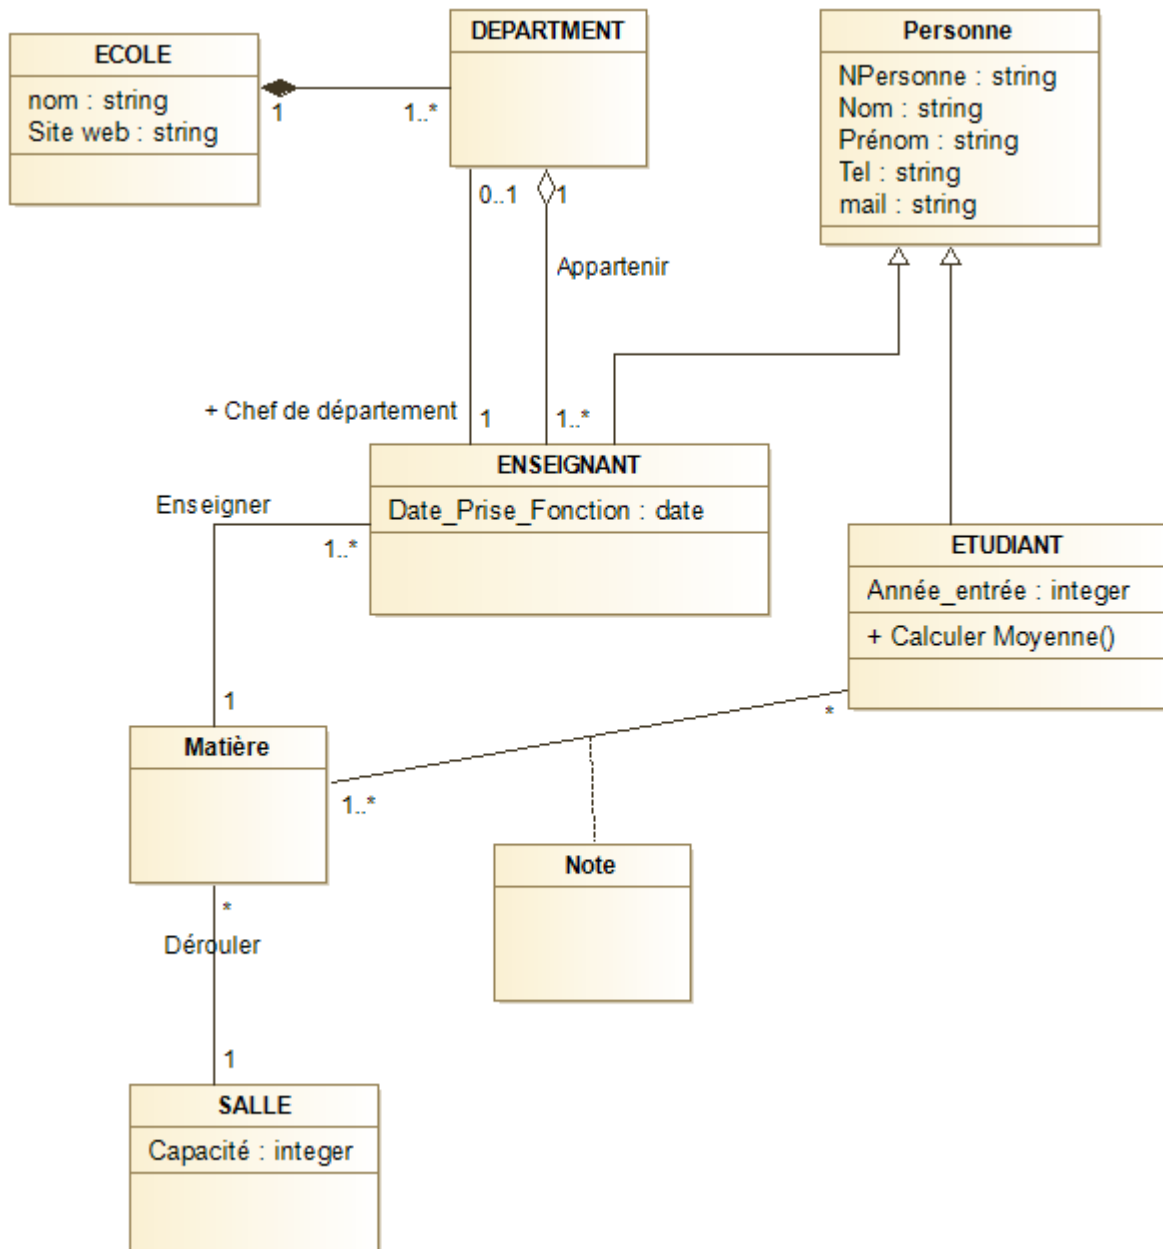 ECOLE
nom : string
Site web : string
1
1..*
DEPARTMENT
0..1
1
Appartenir
Personne
NPersonne : string
Nom : string
Prénom : string
Tel : string
mail : string
+ Chef de département
1
1..*
ENSEIGNANT
Date_Prise_Fonction : date
Enseigner
1..*
1
ETUDIANT
Année_entrée : integer
+ Calculer Moyenne()
*
Matière
1..*
Note
*
Dérouler
1
SALLE
Capacité : integer